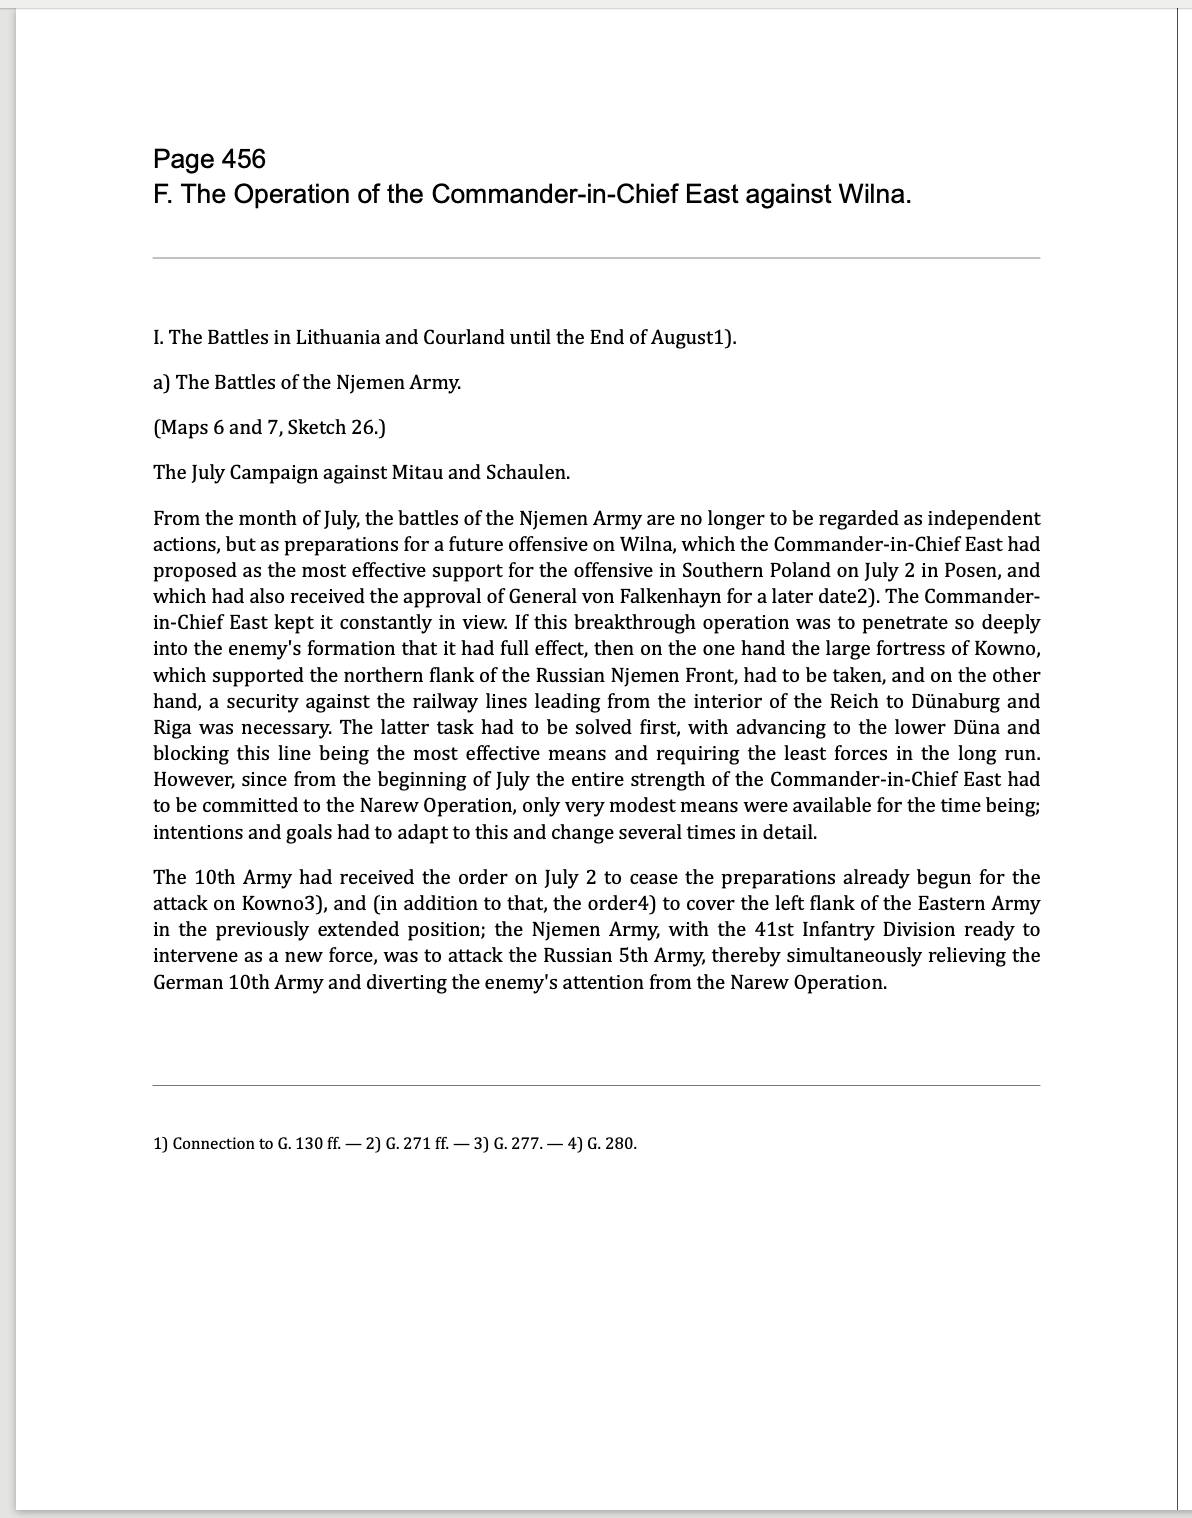 Page 456
F. The Operation of the Commander-in-Chief East against Wilna.
I. The Battles in Lithuania and Courland until the End of August1).
a) The Battles of the Njemen Army.
(Maps 6 and 7, Sketch 26.)
The July Campaign against Mitau and Schaulen.
From the month of July, the battles of the Njemen Army are no longer to be regarded as independent
actions, but as preparations for a future offensive on Wilna, which the Commander-in-Chief East had
proposed as the most effective support for the offensive in Southern Poland on July 2 in Posen, and
which had also received the approval of General von Falkenhayn for a later date2). The Commander-
in-Chief East kept it constantly in view. If this breakthrough operation was to penetrate so deeply
into the enemy's formation that it had full effect, then on the one hand the large fortress of Kowno,
which supported the northern flank of the Russian Njemen Front, had to be taken, and on the other
hand, a security against the railway lines leading from the interior of the Reich to Dünaburg and
Riga was necessary. The latter task had to be solved first, with advancing to the lower Düna and
blocking this line being the most effective means and requiring the least forces in the long run.
However, since from the beginning of July the entire strength of the Commander-in-Chief East had
to be committed to the Narew Operation, only very modest means were available for the time being;
intentions and goals had to adapt to this and change several times in detail.
The 10th Army had received the order on July 2 to cease the preparations already begun for the
attack on Kowno3), and (in addition to that, the order4) to cover the left flank of the Eastern Army
in the previously extended position; the Njemen Army, with the 41st Infantry Division ready to
intervene as a new force, was to attack the Russian 5th Army, thereby simultaneously relieving the
German 10th Army and diverting the enemy's attention from the Narew Operation.
1) Connection to G. 130 ff. — 2) G. 271 ff. — 3) G. 277. — 4) G. 280.